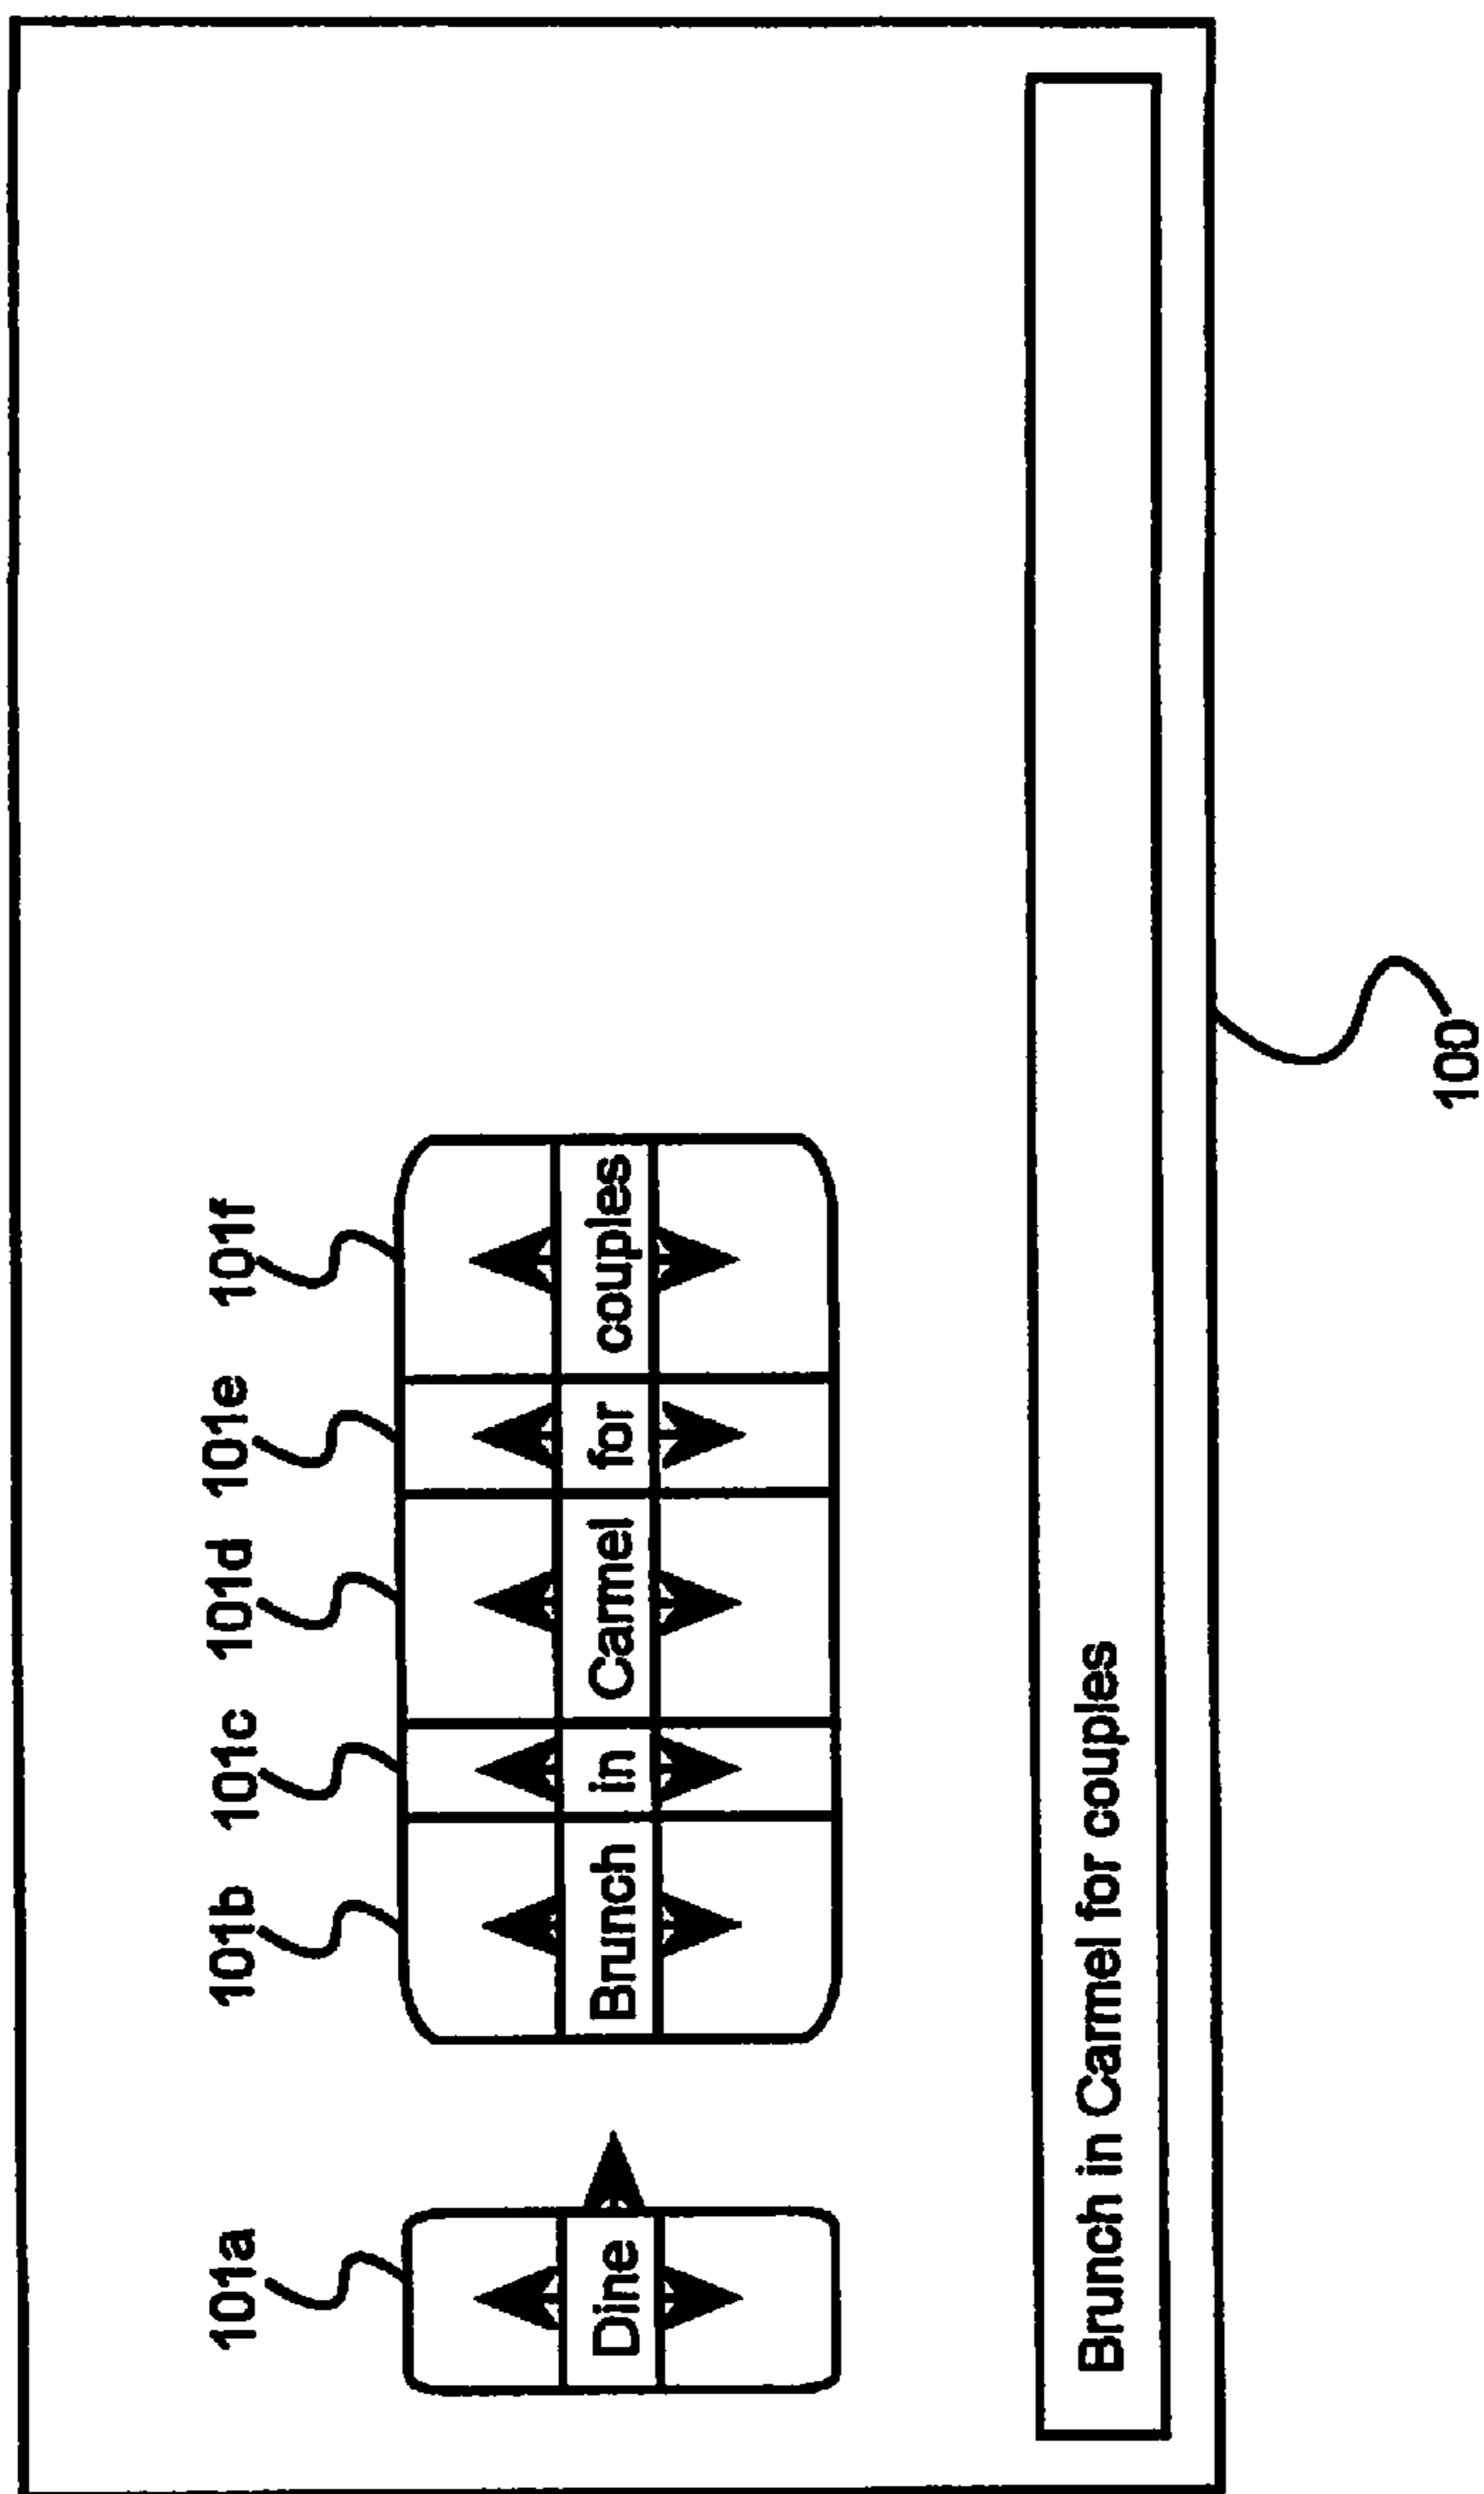 101a 101b 101c 101d 101e 101f
Dine Brunch in Carmel for couples
Brunch in Carmel for couples
100